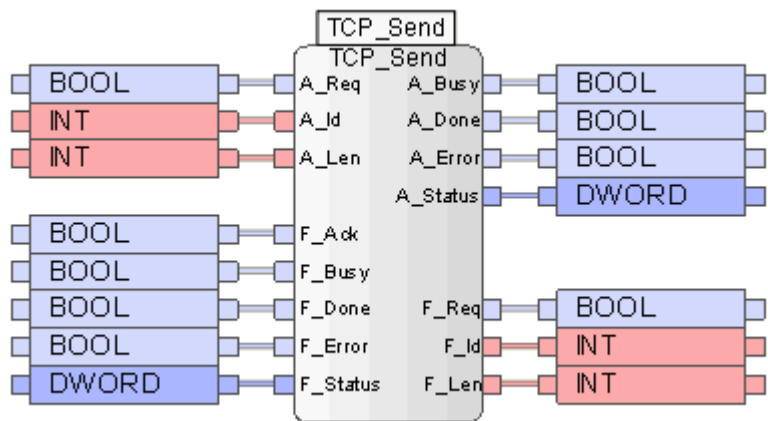 TCP_Send
TCP_Send
BOOL A_Req A_Busy BOOL
INT A_Id A_Done BOOL
INT A_Len A_Error BOOL
A_Status DWORD
BOOL F_Ack
BOOL F_Busy
BOOL F_Done F_Req BOOL
BOOL F_Error F_Id INT
DWORD F_Status F_Len INT